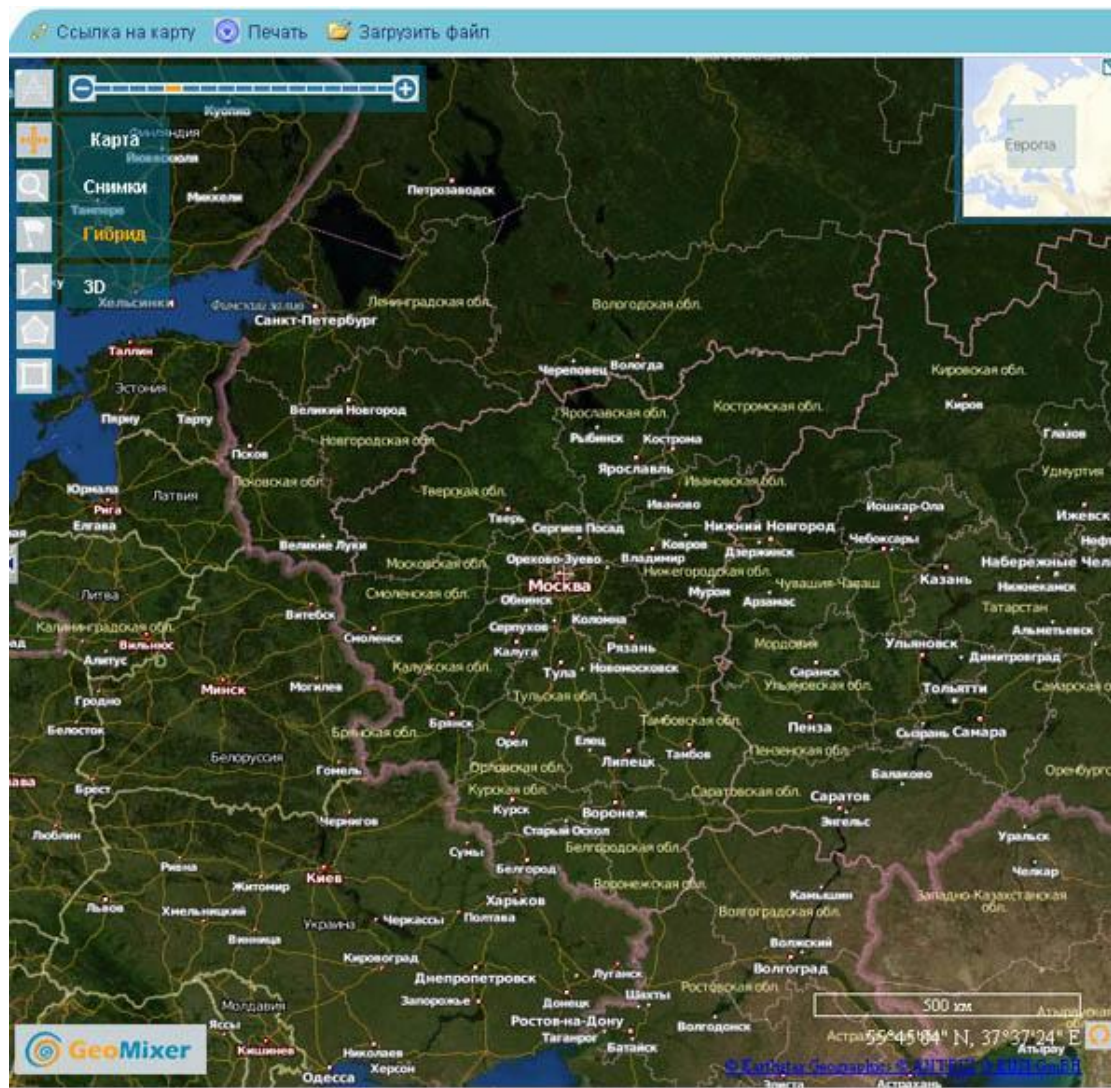 Ссылка на карту Печать Загрузить файл
Куопио
Карта
Финляндия
Йювяскюля
Снимки
Миккели
Петрозаводск
Европа
Тампере
Гибрид
3D
Хельсинки
Финский залив
Ленинградская обл.
Вологодская обл.
Санкт-Петербург
Таллин
Череповец Вологда
Кировская обл.
Эстония
Пярну Тарту
Великий Новгород
Ярославская обл.
Костромская обл.
Киров
Рыбинск Кострома
Глазов
Новгородская обл.
Псков
Ярославль
Удмуртия
Юрмала
Латвия
Псковская обл.
Тверская обл.
Ивановская обл.
Рига
Иваново
Йошкар-Ола
Ижевск
Елгава
Тверь
Сергиев Посад
Нижний Новгород
Великие Луки
Ковров
Дзержинск
Чебоксары
Московская обл.
Орехово-Зуево
Владимир
Набережные Чел
Нижегородская обл.
Казань
Чувашия-Чаваш
Нижнекамск
Москва
Литва
Смоленская обл.
Обнинск
Муром
Арзамас
Татарстан
Витебск
Калининградская обл.
Серпухов
Коломна
Альметьевск
Вильнюс
Смоленск
Калуга
Рязань
Мордовия
Ульяновск
Димитровград
Алитус
Калужская обл.
Тула
Новомосковск
Саранск
Минск
Могилев
Ульяновская обл.
Тольятти
Самарская о
Гродно
Тульская обл.
Белосток
Брянск
Брянская обл.
Тамбовская обл.
Пенза
Сызрань Самара
Орел
Елец
Белоруссия
Гомель
Орловская обл.
Липецк
Тамбов
Пензенская обл.
Балаково
Оренбург
Брест
Курская обл.
Саратовская обл.
Саратов
Курск
Воронеж
Энгельс
Чернигов
Люблин
Старый Оскол
Уральск
Сумы
Белгородская обл.
Ривна
Белгород
Киев
Челкар
Житомир
Воронежская обл.
Камышин
Западно-Казахстанская
обл.
Львов
Хмельницкий
Харьков
Волгоградская обл.
Украина
Черкассы
Полтава
Винница
Волжский
Кировоград
Волгоград
Днепропетровск
Луганск
Ростовская обл.
Молдавия
Запорожье
Донецк
Шахты
500 км
Яссы
Ростов-на-Дону
Волгодонск
55°45'04" N, 37°37'24" E
GeoMixer
Кишинев
Николаев
Таганрог
Батайск
Атырау
Херсон
Одесса
Элиста
Астрахань